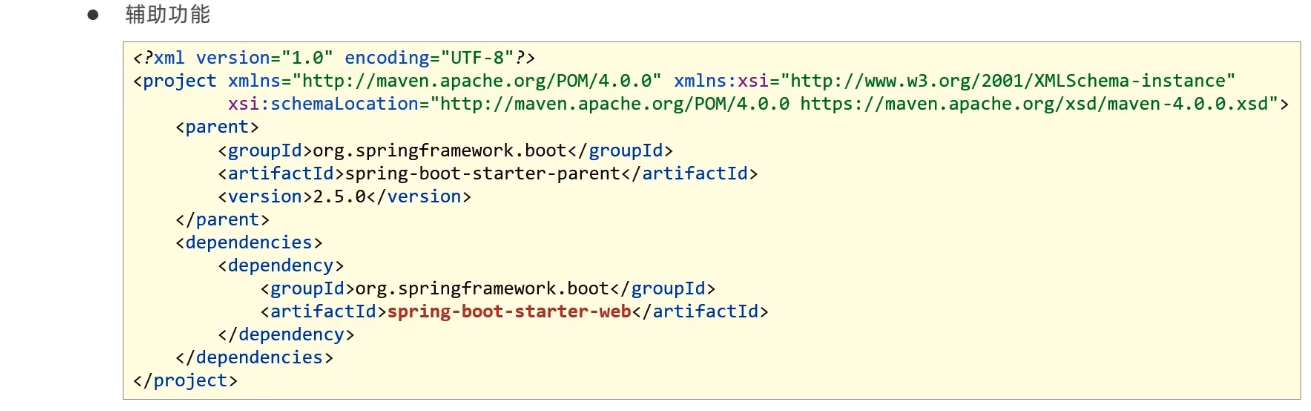 ● 辅助功能
<?xml version="1.0" encoding="UTF-8"?>
<project xmlns="http://maven.apache.org/POM/4.0.0" xmlns:xsi="http://www.w3.org/2001/XMLSchema-instance"
         xsi:schemaLocation="http://maven.apache.org/POM/4.0.0 https://maven.apache.org/xsd/maven-4.0.0.xsd">
    <parent>
        <groupId>org.springframework.boot</groupId>
        <artifactId>spring-boot-starter-parent</artifactId>
        <version>2.5.0</version>
    </parent>
    <dependencies>
        <dependency>
            <groupId>org.springframework.boot</groupId>
            <artifactId>spring-boot-starter-web</artifactId>
        </dependency>
    </dependencies>
</project>